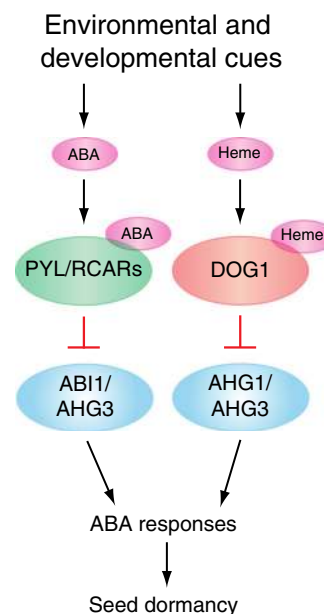 Environmental and
developmental cues
ABA
Heme
ABA
Heme
PYL/RCARs
DOG1
ABI1/
AHG3
AHG1/
AHG3
ABA responses
Seed dormancy